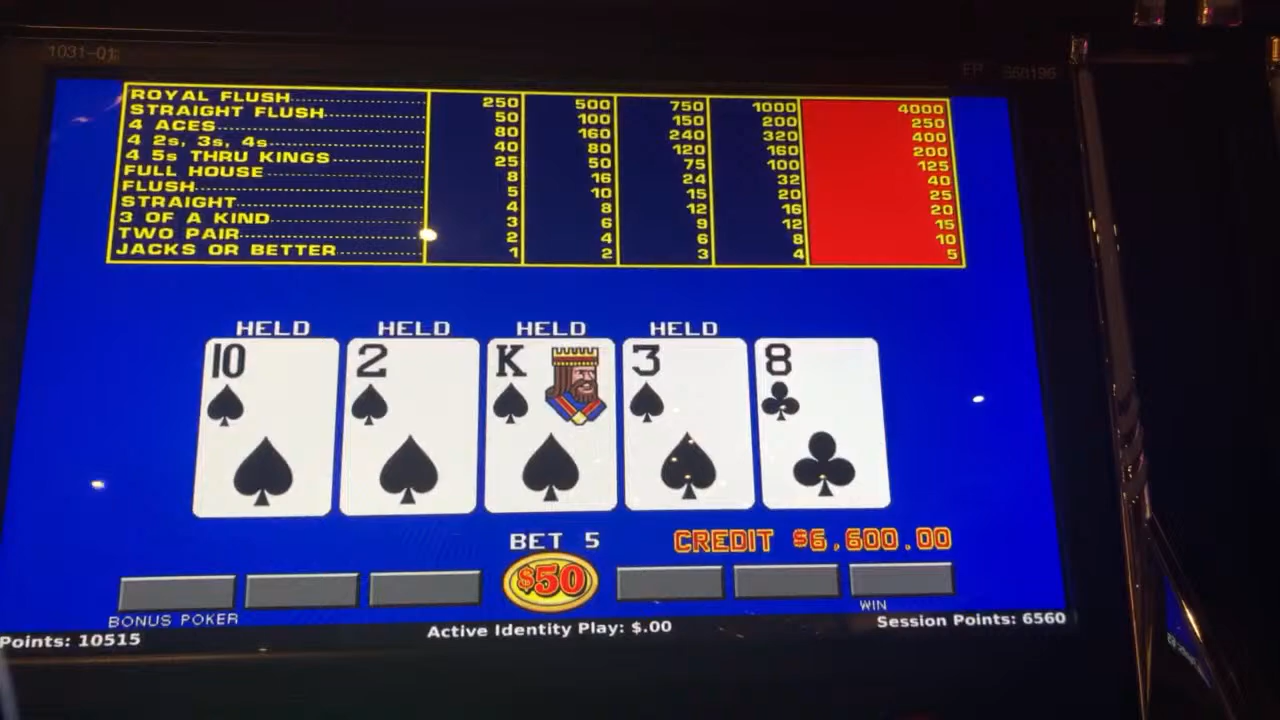 1031-01
ROYAL FLUSH 250 500 750 1000 4000
STRAIGHT FLUSH 50 100 150 200 250
4 ACES 80 160 240 320 400
4 2s, 3s, 4s 40 80 120 160 200
4 5s THRU KINGS 25 50 75 100 125
FULL HOUSE 8 16 24 32 40
FLUSH 5 10 15 20 25
STRAIGHT 4 8 12 16 20
3 OF A KIND 3 6 9 12 15
TWO PAIR 2 4 6 8 10
JACKS OR BETTER 1 2 3 4 5
HELD HELD HELD HELD
10 2 K 3 8
BET 5 CREDIT $6,600.00
$50
BONUS POKER WIN
Points: 10515 Active Identity Play: $.00 Session Points: 6560